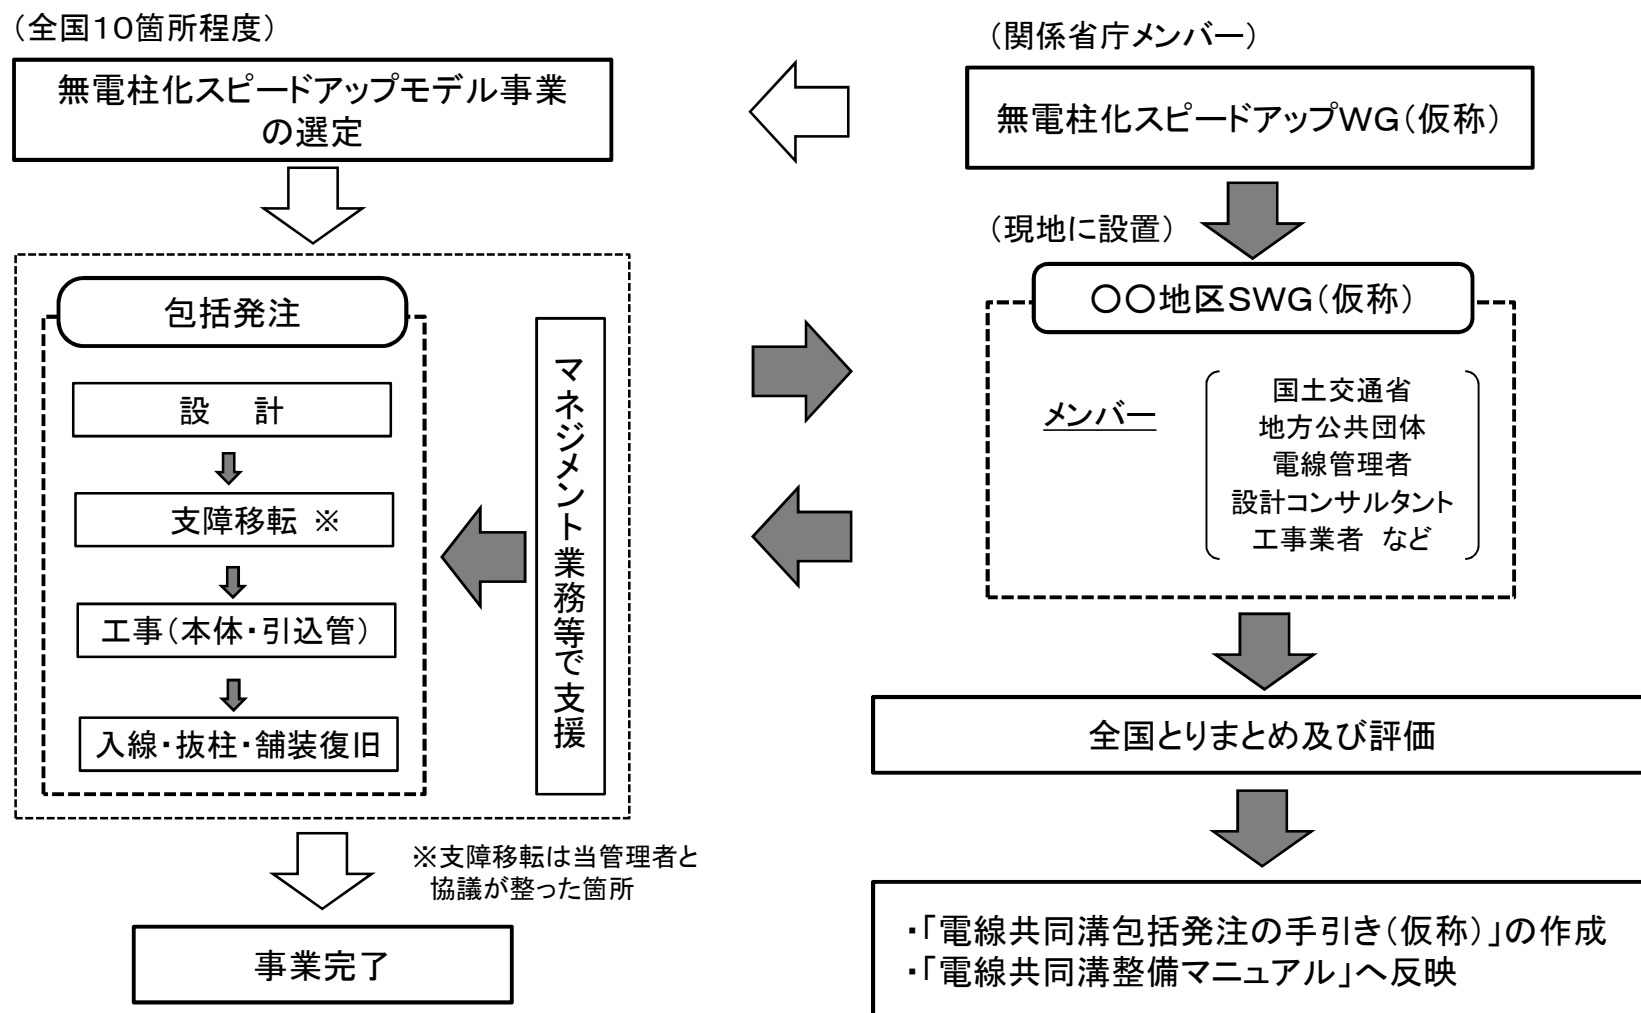 （全国１０箇所程度）
無電柱化スピードアップモデル事業
の選定
包括発注
設　計
支障移転 ※
工事（本体・引込管）
入線・抜柱・舗装復旧
マネジメント業務等で支援
※支障移転は当管理者と
協議が整った箇所
事業完了
（関係省庁メンバー）
無電柱化スピードアップＷＧ（仮称）
（現地に設置）
〇〇地区ＳＷＧ（仮称）
メンバー
国土交通省
地方公共団体
電線管理者
設計コンサルタント
工事業者　など
全国とりまとめ及び評価
・「電線共同溝包括発注の手引き（仮称）」の作成
・「電線共同溝整備マニュアル」へ反映